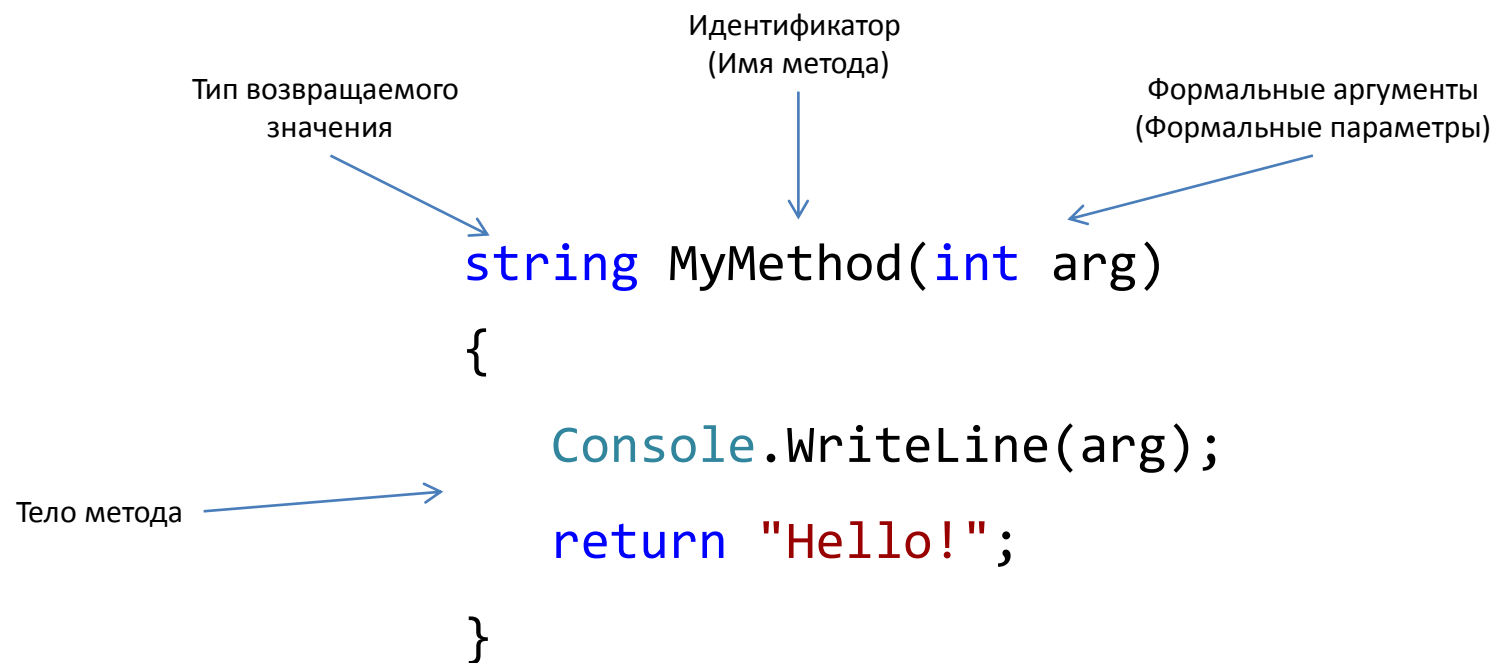 Идентификатор
(Имя метода)
Тип возвращаемого
значения
Формальные аргументы
(Формальные параметры)
string MyMethod(int arg)
{
Console.WriteLine(arg);
Тело метода
return "Hello!";
}